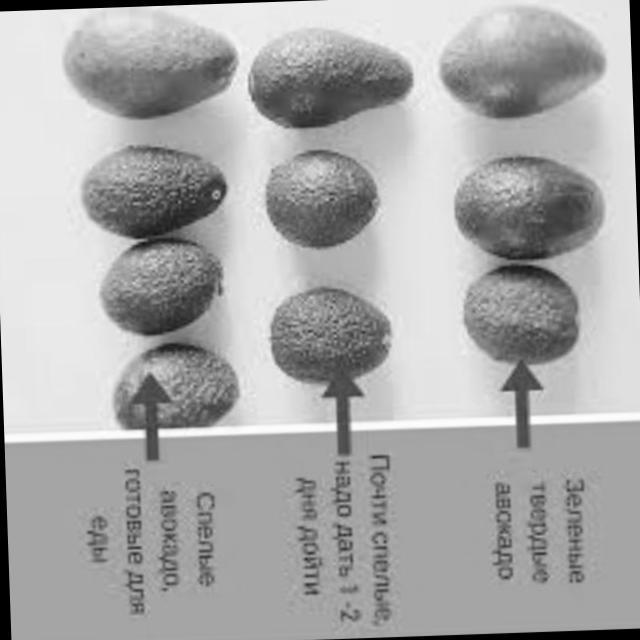 Зеленые
твердые
авокадо
Почти спелые,
надо дать 1 -2
дня дойти
Спелые
авокадо,
готовые для
еды